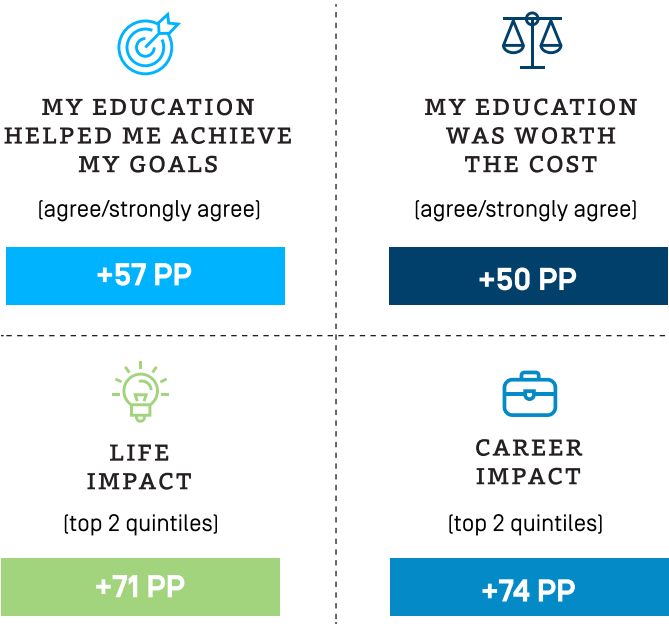 MY EDUCATION
HELPED ME ACHIEVE
MY GOALS
(agree/strongly agree)
+57 PP
MY EDUCATION
WAS WORTH
THE COST
(agree/strongly agree)
+50 PP
LIFE
IMPACT
(top 2 quintiles)
+71 PP
CAREER
IMPACT
(top 2 quintiles)
+74 PP